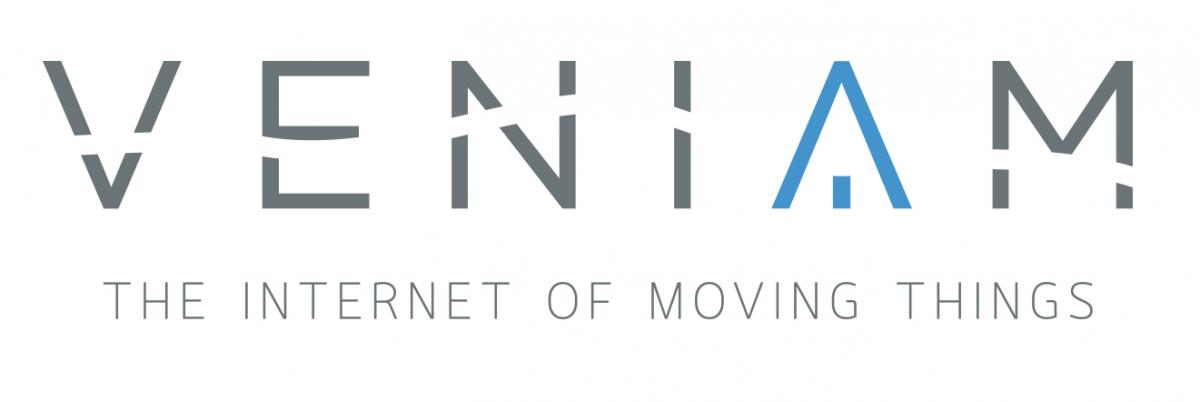 VENIAM
THE INTERNET OF MOVING THINGS